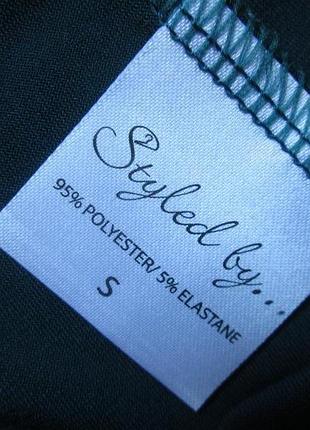 Styled by...
95% POLYESTER/ 5% ELASTANE
S